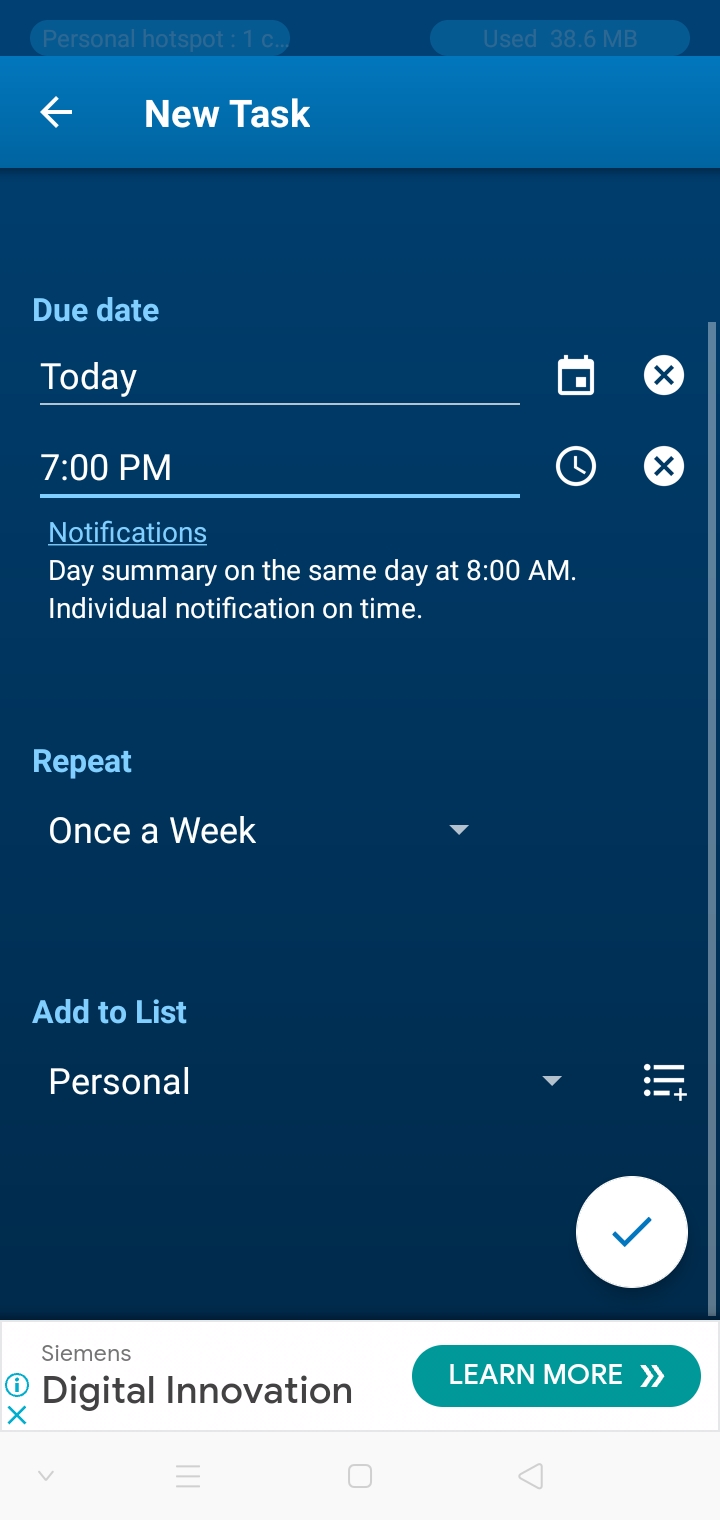 Personal hotspot : 1 c...
Used 38.6 MB
New Task
Due date
Today
7:00 PM
Notifications
Day summary on the same day at 8:00 AM.
Individual notification on time.
Repeat
Once a Week
Add to List
Personal
Siemens
Digital Innovation
LEARN MORE